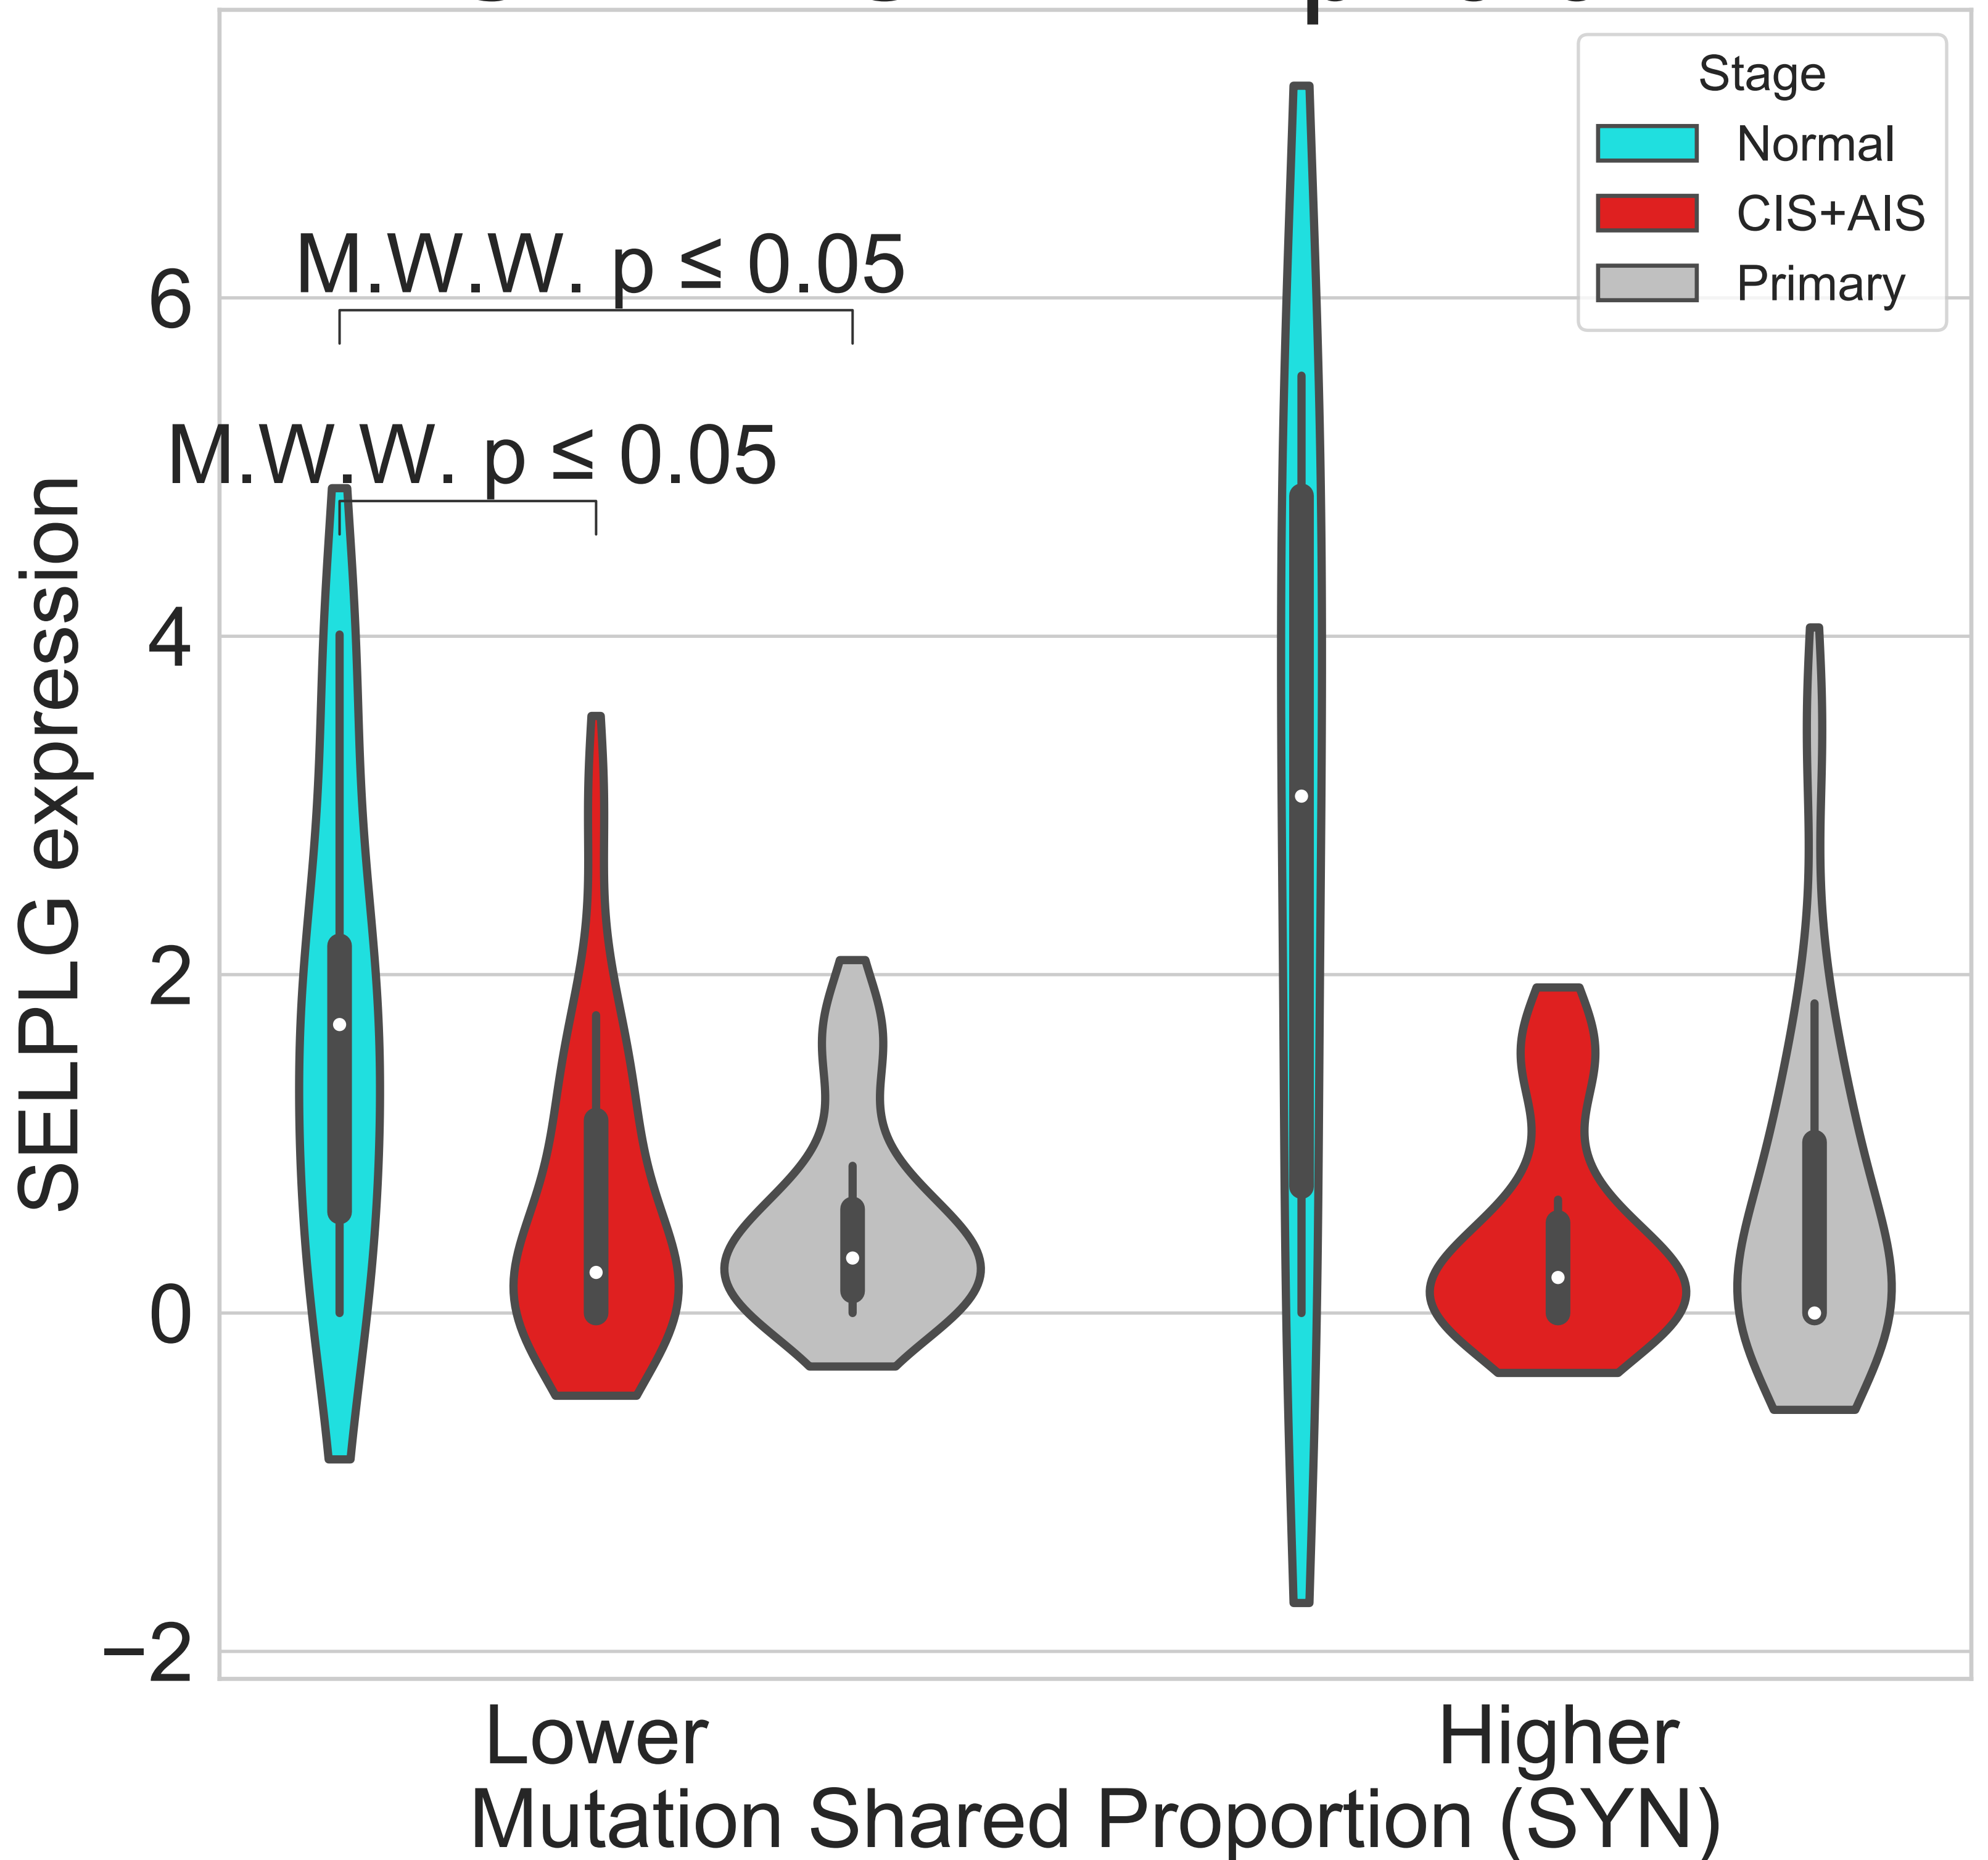 Stage
Normal
CIS+AIS
Primary
M.W.W. p ≤ 0.05
M.W.W. p ≤ 0.05
6
4
2
0
−2
SELPLG expression
Lower
Higher
Mutation Shared Proportion (SYN)